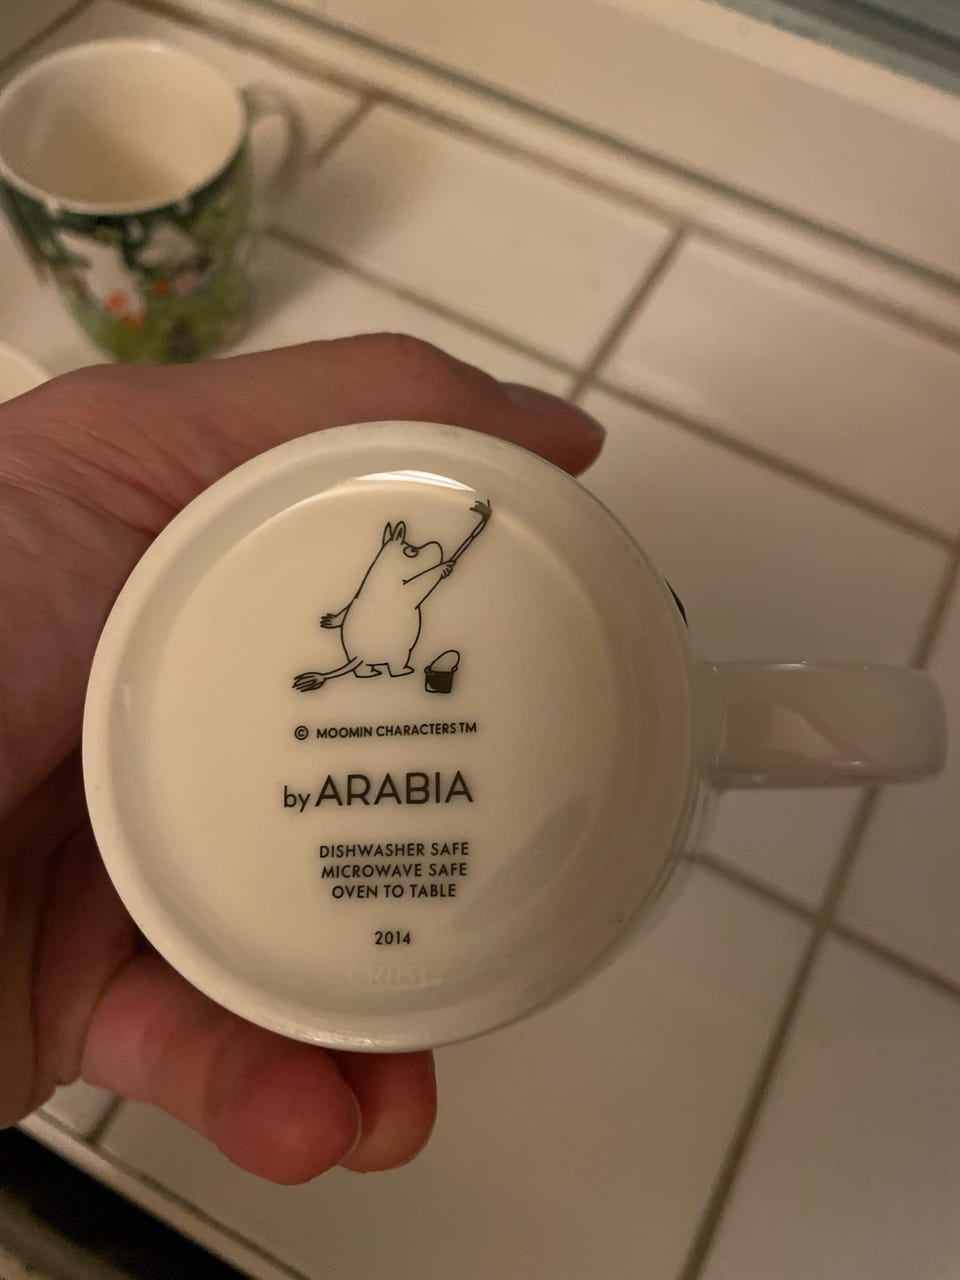 © MOOMIN CHARACTERS TM
by ARABIA
DISHWASHER SAFE
MICROWAVE SAFE
OVEN TO TABLE
2014